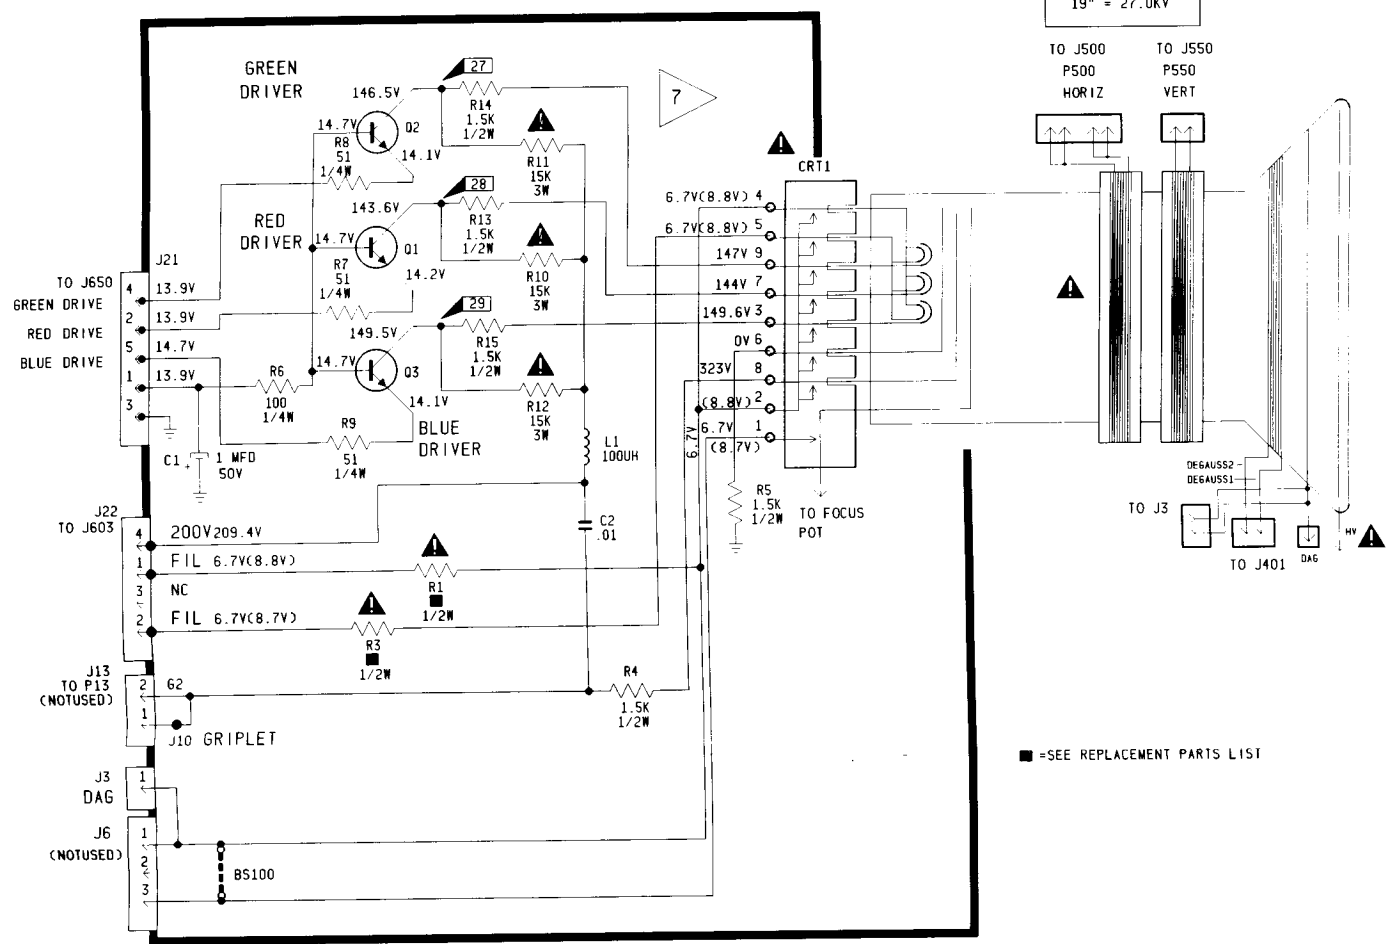 19" = 27.0KV
TO J500
P500
HORIZ
TO J550
P550
VERT
GREEN
DRIVER
146.5V
27
R14
1.5K
1/2W
7
14.7V
Q2
R8
51
1/4W
14.1V
R11
15K
3W
CRT1
28
143.6V
R13
1.5K
1/2W
RED
DRIVER
14.7V
Q1
R7
51
1/4W
14.2V
R10
15K
3W
6.7V(8.8V) 4
6.7V(8.8V) 5
147V 9
144V 7
149.6V 3
0V 6
323V 8
(8.8V) 2
6.7V 1
(8.7V)
6.7V
J21
TO J650
4 13.9V
GREEN DRIVE
2 13.9V
RED DRIVE
5 14.7V
BLUE DRIVE
1 13.9V
3
29
149.5V
R15
1.5K
1/2W
14.7V
Q3
14.1V
R12
15K
3W
R6
100
1/4W
R9
51
1/4W
BLUE
DRIVER
C1
+
1 MFD
50V
L1
100UH
R5
1.5K
1/2W
TO FOCUS
POT
DEGAUSS2
DEGAUSS1
TO J3
TO J401
DAG
HV
J22
TO J603
4 200V 209.4V
1 FIL 6.7V(8.8V)
3 NC
2 FIL 6.7V(8.7V)
C2
.01
R1
1/2W
R3
1/2W
J13
TO P13
(NOTUSED)
2 G2
1
J10 GRIPLET
R4
1.5K
1/2W
=SEE REPLACEMENT PARTS LIST
J3
DAG
1
J6
(NOTUSED)
1
2
3
BS100